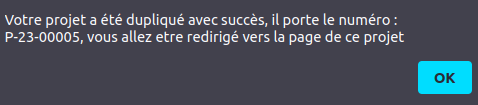 Votre projet a été dupliqué avec succès, il porte le numéro :
P-23-00005, vous allez etre redirigé vers la page de ce projet
OK